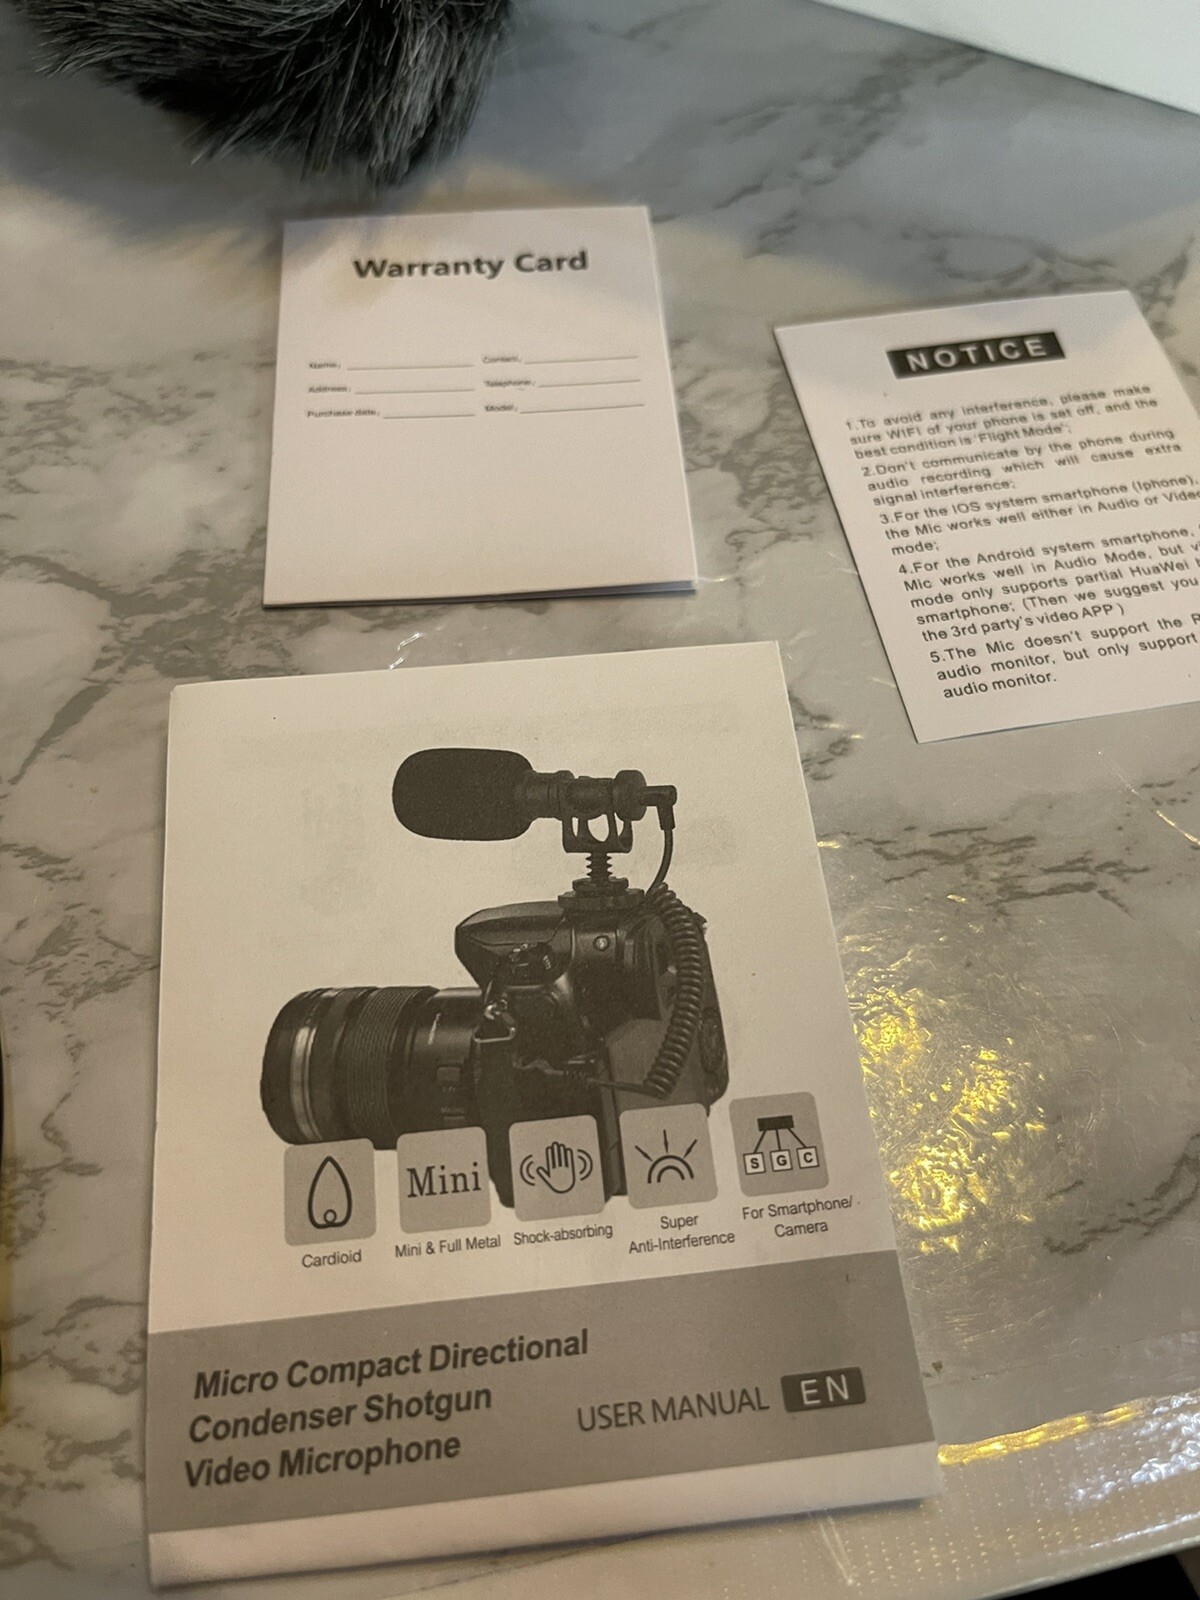 Warranty Card
Name:
Contact:
Address:
Telephone:
Purchase date:
Model:
NOTICE
1.To avoid any interference, please make
sure WIFI of your phone is set off, and the
best condition is 'Flight Mode';
2.Don't communicate by the phone during
audio recording which will cause extra
signal interference;
3.For the IOS system smartphone (Iphone),
the Mic works well either in Audio or Video
mode;
4.For the Android system smartphone,
Mic works well in Audio Mode, but
mode only supports partial HuaWei
smartphone; (Then we suggest you
the 3rd party's video APP )
5.The Mic doesn't support the
audio monitor, but only support
audio monitor.
Mini
S G C
Cardioid
Mini & Full Metal
Shock-absorbing
Super
Anti-Interference
For Smartphone/
Camera
Micro Compact Directional
Condenser Shotgun
Video Microphone
USER MANUAL EN